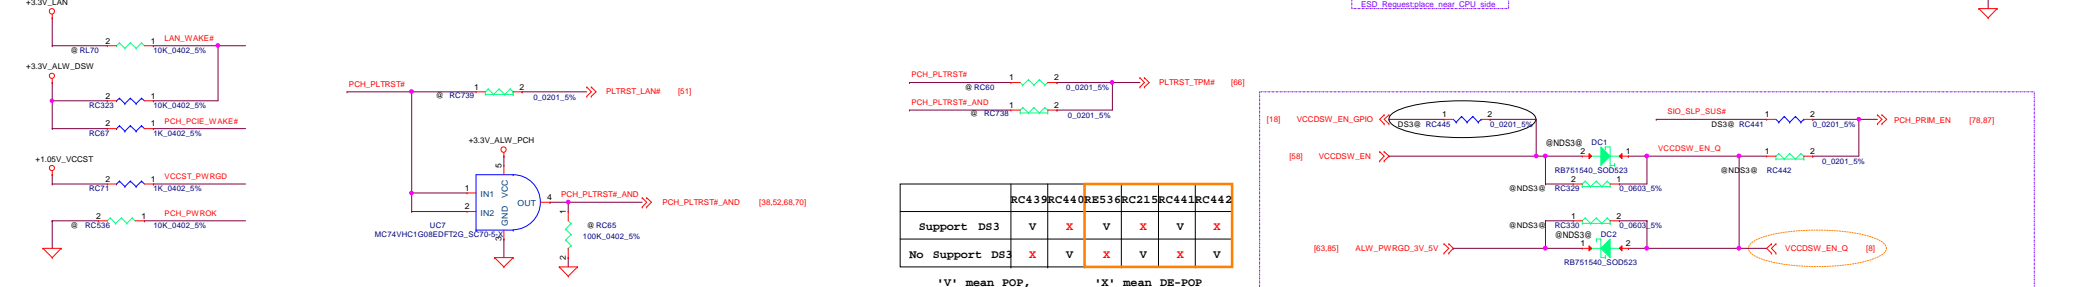 +3.3V_LAN
LAN_WAKE#
2 1
@ RL70 10K_0402_5%
+3.3V_ALW_DSW
2 1
RC323 10K_0402_5%
PCH_PCIE_WAKE#
2 1
RC67 1K_0402_5%
+1.05V_VCCST
VCCST_PWRGD
2 1
RC71 1K_0402_5%
PCH_PWROK
2 1
@ RC536 10K_0402_5%
PCH_PLTRST#
1 2
@ RC739 0_0201_5%
PLTRST_LAN# [51]
+3.3V_ALW_PCH
5
VCC
1 IN1
2 IN2
OUT 4
GND
3
UC7
MC74VHC1G08EDFT2G_SC70-5-X
PCH_PLTRST#_AND
PCH_PLTRST#_AND [38,52,68,70]
1
@ RC65
100K_0402_5%
2
PCH_PLTRST#
1 2
@ RC60 0_0201_5%
PLTRST_TPM# [66]
PCH_PLTRST#_AND
1 2
@ RC738 0_0201_5%
RC439 RC440 RE536 RC215 RC441 RC442
Support DS3 V X V X V X
No Support DS3 X V X V X V
'V' mean POP, 'X' mean DE-POP
ESD Request:place near CPU side
[18] VCCDSW_EN_GPIO
1 2
DS3@ RC445 0_0201_5%
SIO_SLP_SUS#
1 2
DS3@ RC441 0_0201_5%
PCH_PRIM_EN [78,87]
[58] VCCDSW_EN
@NDS3@ DC1
2 1
RB751540_SOD523
VCCDSW_EN_Q
1 2
0_0201_5%
@NDS3@ RC442
1 2
@NDS3@ RC329 0_0603_5%
1 2
RC330 0_0603_5%
@NDS3@ DC2
1 2
RB751540_SOD523
[63,85] ALW_PWRGD_3V_5V
VCCDSW_EN_Q [8]